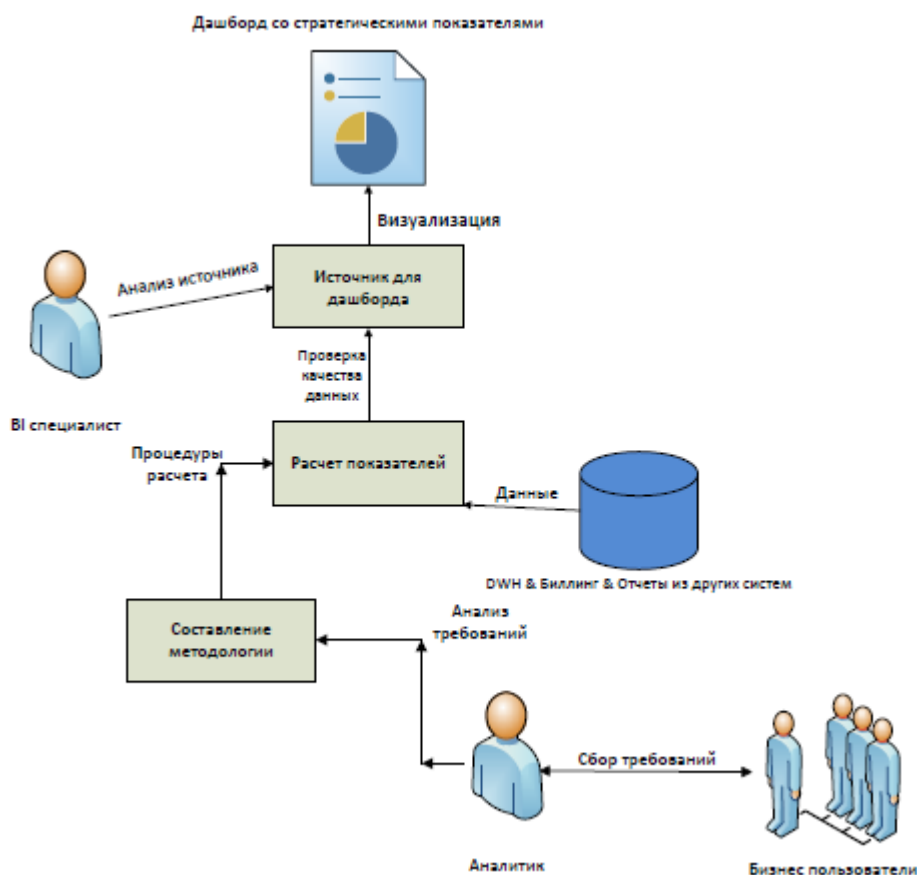 Дашборд со стратегическими показателями
Визуализация
Анализ источника
Источник для
дашборда
Проверка
качества
данных
BI специалист
Процедуры
расчета
Расчет показателей
Данные
DWH & Биллинг & Отчеты из других систем
Составление
методологии
Анализ
требований
Сбор требований
Аналитик
Бизнес пользователи